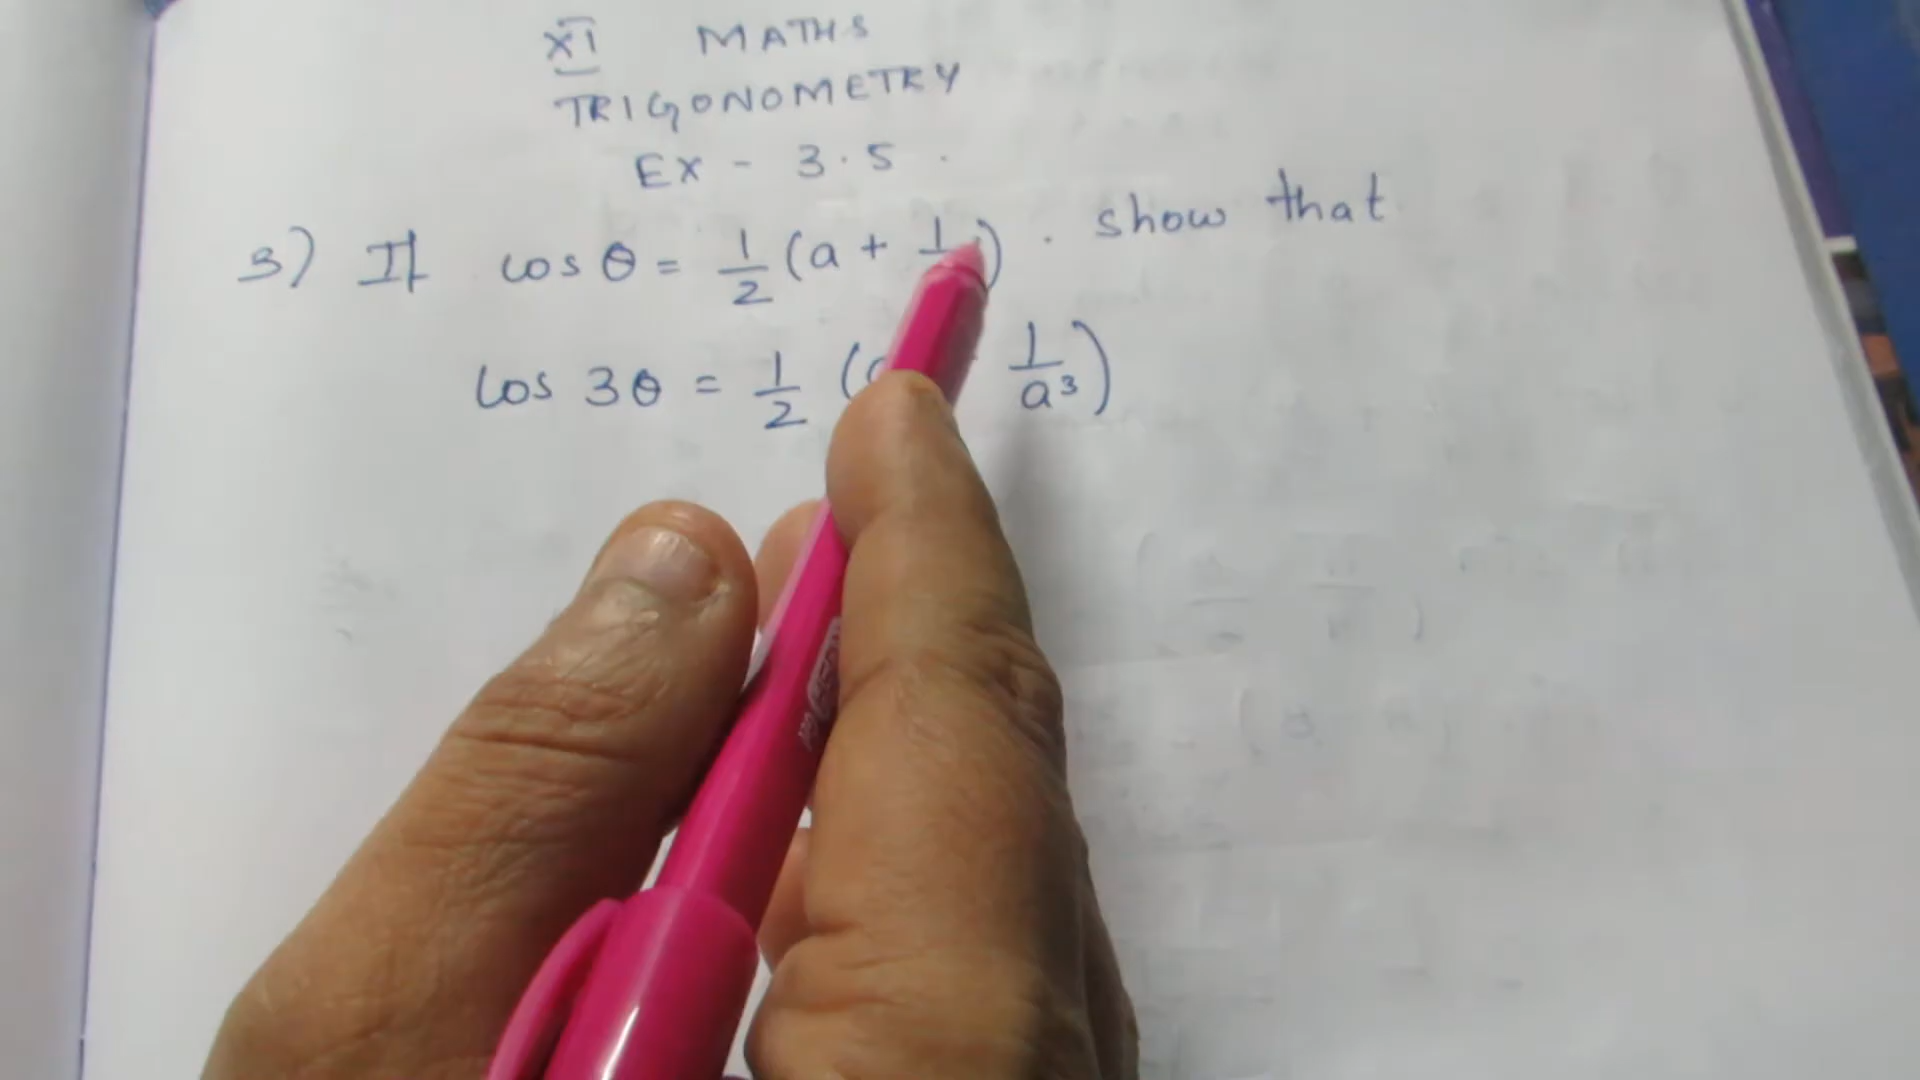 XI MATHS
TRIGONOMETRY
EX - 3.5.
3) If cos θ = 1/2 (a + 1/ ). show that
cos 3θ = 1/2 ( 1/a³)